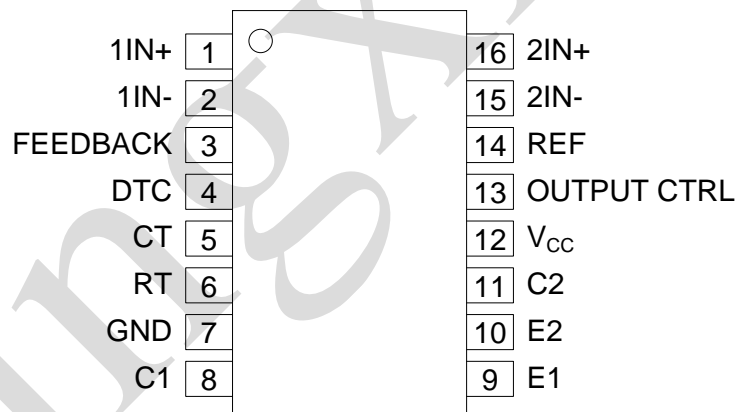 1IN+ 1 16 2IN+
1IN- 2 15 2IN-
FEEDBACK 3 14 REF
DTC 4 13 OUTPUT CTRL
CT 5 12 VCC
RT 6 11 C2
GND 7 10 E2
C1 8 9 E1